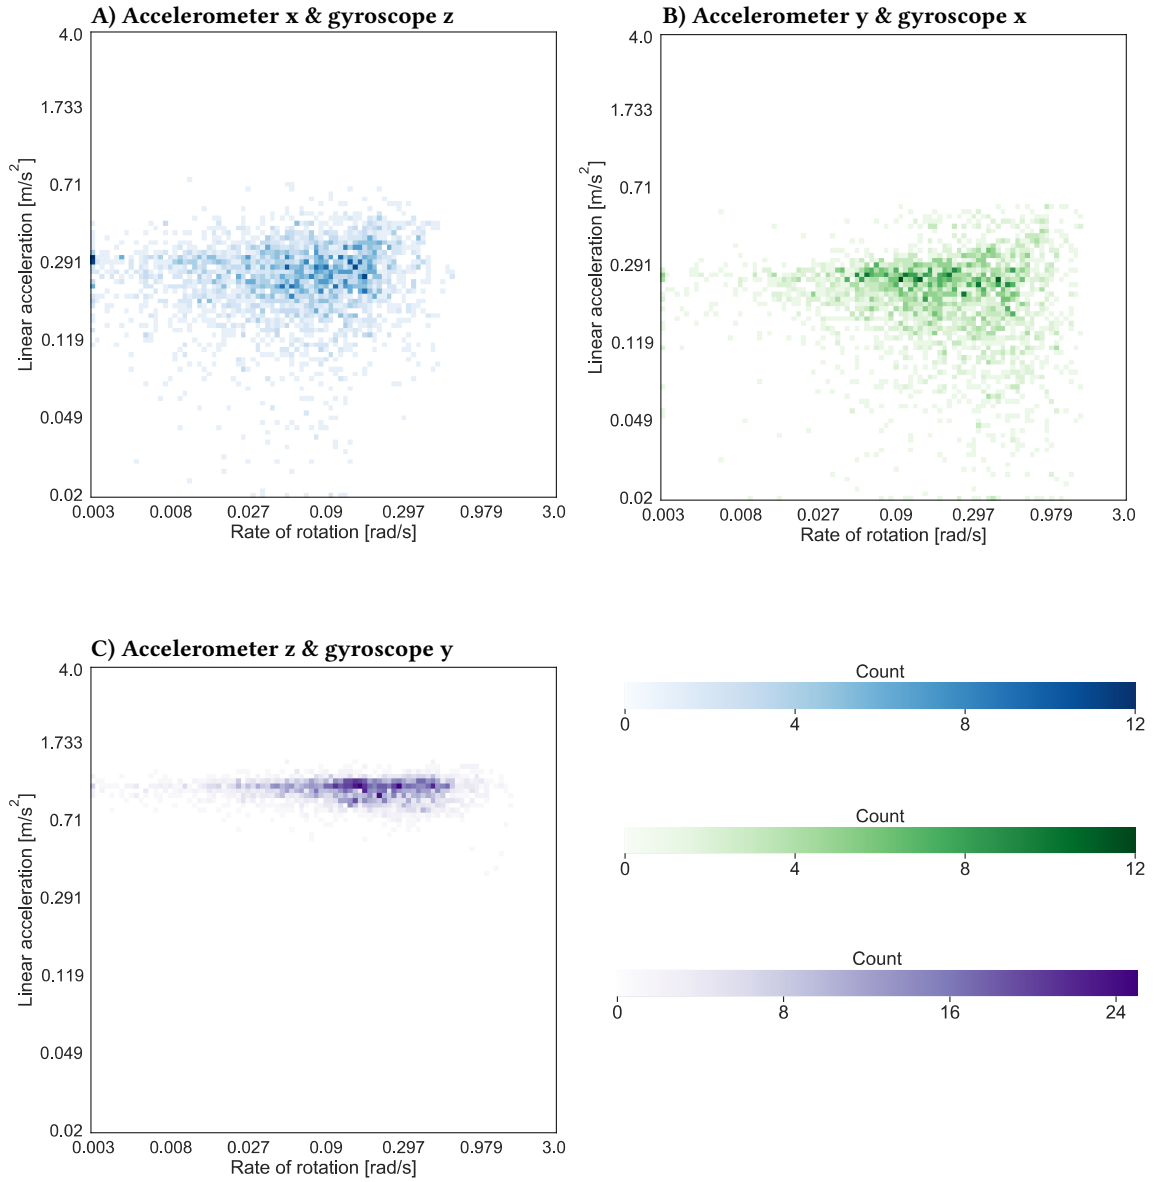 A) Accelerometer x & gyroscope z
4.0
1.733
0.71
0.291
0.119
0.049
0.02
Linear acceleration [m/s²]
0.003 0.008 0.027 0.09 0.297 0.979 3.0
Rate of rotation [rad/s]
B) Accelerometer y & gyroscope x
4.0
1.733
0.71
0.291
0.119
0.049
0.02
Linear acceleration [m/s²]
0.003 0.008 0.027 0.09 0.297 0.979 3.0
Rate of rotation [rad/s]
C) Accelerometer z & gyroscope y
4.0
1.733
0.71
0.291
0.119
0.049
0.02
Linear acceleration [m/s²]
0.003 0.008 0.027 0.09 0.297 0.979 3.0
Rate of rotation [rad/s]
Count
0 4 8 12
Count
0 4 8 12
Count
0 8 16 24